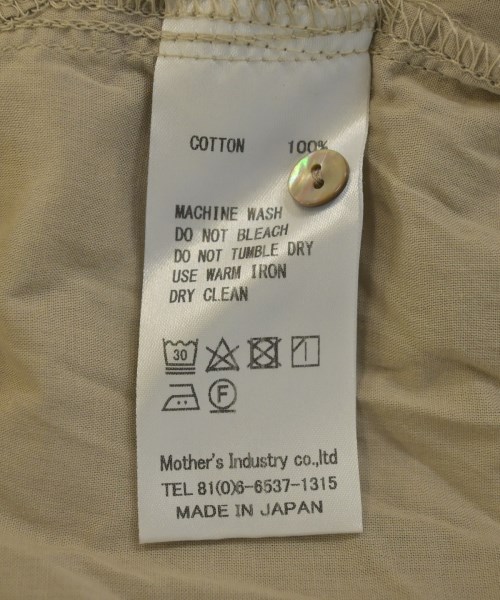 COTTON 100%
MACHINE WASH
DO NOT BLEACH
DO NOT TUMBLE DRY
USE WARM IRON
DRY CLEAN
30
F
Mother's Industry co.,ltd
TEL 81(0)6-6537-1315
MADE IN JAPAN